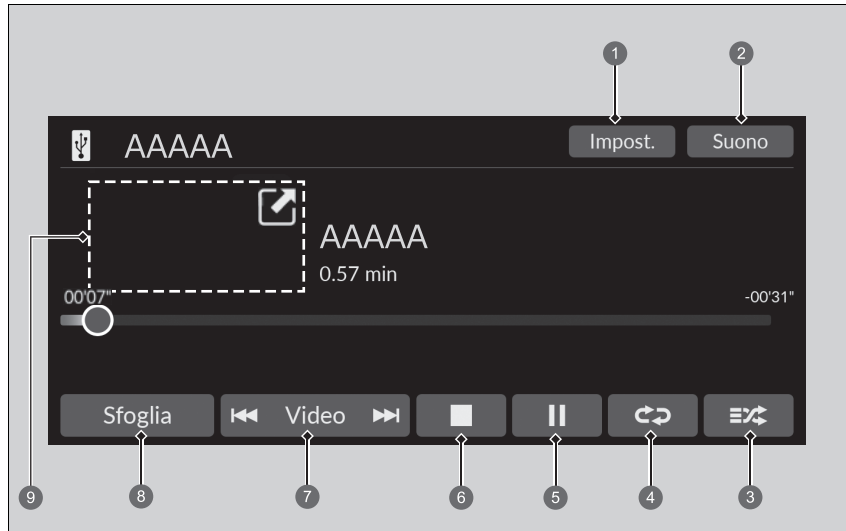 1 2
AAAAA Impost. Suono
AAAAA
0.57 min
00'07" -00'31"
Sfoglia Video
9 8 7 6 5 4 3